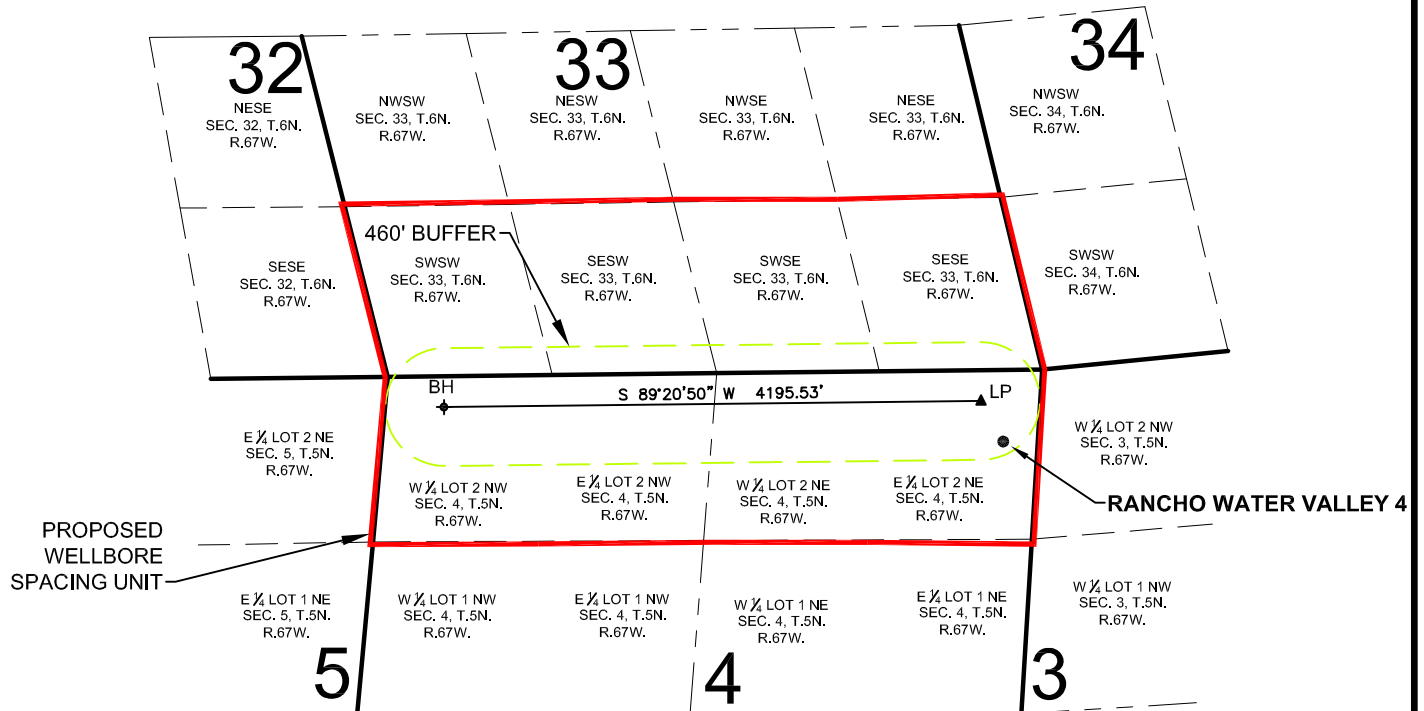 32
33
34
NESE
SEC. 32, T.6N.
R.67W.
NWSW
SEC. 33, T.6N.
R.67W.
NESW
SEC. 33, T.6N.
R.67W.
NWSE
SEC. 33, T.6N.
R.67W.
NESE
SEC. 33, T.6N.
R.67W.
NWSW
SEC. 34, T.6N.
R.67W.
460' BUFFER
SESE
SEC. 32, T.6N.
R.67W.
SWSW
SEC. 33, T.6N.
R.67W.
SESW
SEC. 33, T.6N.
R.67W.
SWSE
SEC. 33, T.6N.
R.67W.
SESE
SEC. 33, T.6N.
R.67W.
SWSW
SEC. 34, T.6N.
R.67W.
BH
S 89°20'50" W 4195.53'
LP
E ¼ LOT 2 NE
SEC. 5, T.5N.
R.67W.
W ¼ LOT 2 NW
SEC. 4, T.5N.
R.67W.
E ¼ LOT 2 NW
SEC. 4, T.5N.
R.67W.
W ¼ LOT 2 NE
SEC. 4, T.5N.
R.67W.
E ¼ LOT 2 NE
SEC. 4, T.5N.
R.67W.
W ¼ LOT 2 NW
SEC. 3, T.5N.
R.67W.
RANCHO WATER VALLEY 4
PROPOSED
WELLBORE
SPACING UNIT
E ¼ LOT 1 NE
SEC. 5, T.5N.
R.67W.
W ¼ LOT 1 NW
SEC. 4, T.5N.
R.67W.
E ¼ LOT 1 NW
SEC. 4, T.5N.
R.67W.
W ¼ LOT 1 NE
SEC. 4, T.5N.
R.67W.
E ¼ LOT 1 NE
SEC. 4, T.5N.
R.67W.
W ¼ LOT 1 NW
SEC. 3, T.5N.
R.67W.
5
4
3